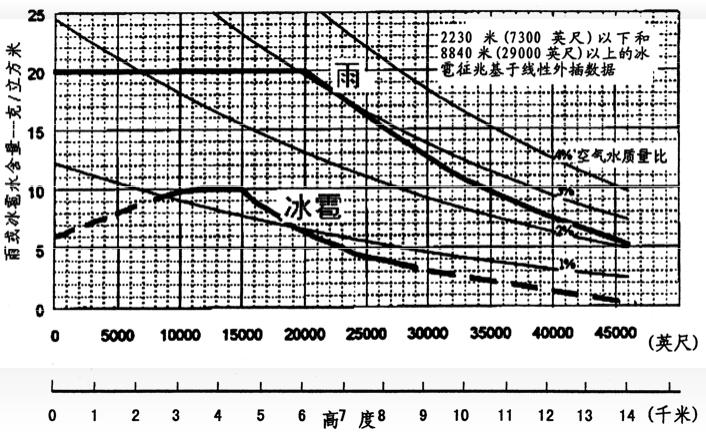 25
20
15
10
5
0
雨或冰雹水含量---克/立方米
2230 米(7300 英尺)以下和
8840 米(29000 英尺)以上的冰
雹征兆基于线性外插数据
雨
4% 空气水质量比
3%
冰雹
2%
1%
0 5000 10000 15000 20000 25000 30000 35000 40000 45000 (英尺)
0 1 2 3 4 5 6 7 8 9 10 11 12 13 14 (千米)
高 度